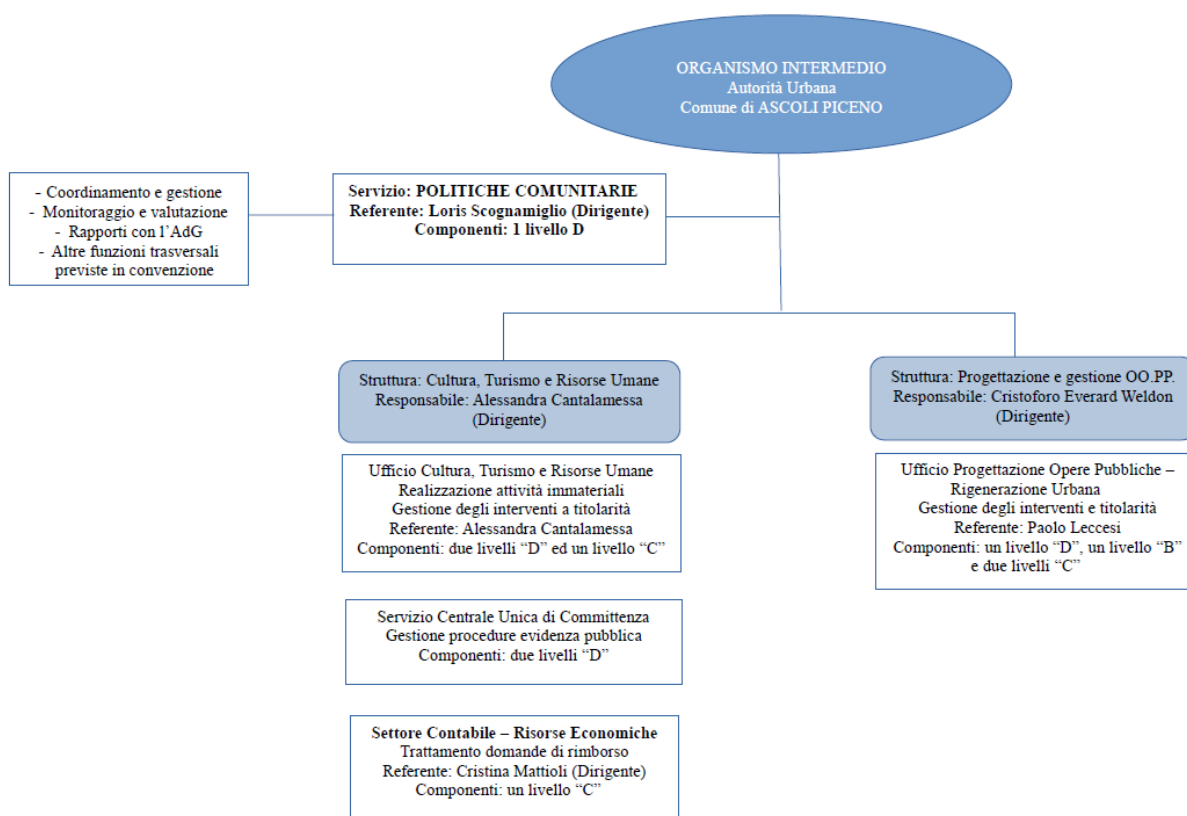 ORGANISMO INTERMEDIO
Autorità Urbana
Comune di ASCOLI PICENO
- Coordinamento e gestione
- Monitoraggio e valutazione
- Rapporti con l'AdG
- Altre funzioni trasversali
previste in convenzione
Servizio: POLITICHE COMUNITARIE
Referente: Loris Scognamiglio (Dirigente)
Componenti: 1 livello D
Struttura: Cultura, Turismo e Risorse Umane
Responsabile: Alessandra Cantalamessa
(Dirigente)
Struttura: Progettazione e gestione OO.PP.
Responsabile: Cristoforo Everard Weldon
(Dirigente)
Ufficio Cultura, Turismo e Risorse Umane
Realizzazione attività immateriali
Gestione degli interventi a titolarità
Referente: Alessandra Cantalamessa
Componenti: due livelli “D” ed un livello “C”
Ufficio Progettazione Opere Pubbliche –
Rigenerazione Urbana
Gestione degli interventi e titolarità
Referente: Paolo Leccesi
Componenti: un livello “D”, un livello “B”
e due livelli “C”
Servizio Centrale Unica di Committenza
Gestione procedure evidenza pubblica
Componenti: due livelli “D”
Settore Contabile – Risorse Economiche
Trattamento domande di rimborso
Referente: Cristina Mattioli (Dirigente)
Componenti: un livello “C”